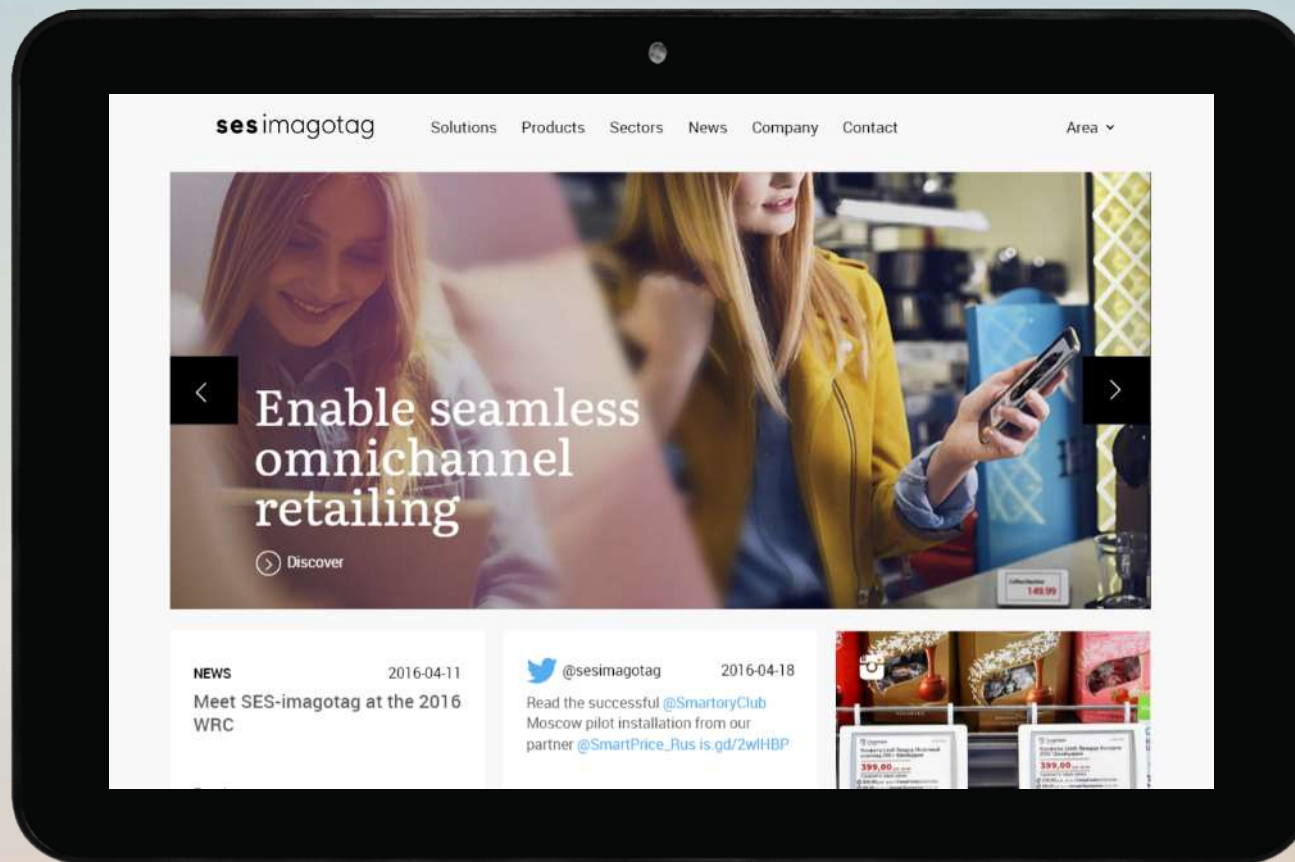 sesimagotag
Solutions Products Sectors News Company Contact
Area
Enable seamless
omnichannel
retailing
Discover
149.99
NEWS 2016-04-11
Meet SES-imagotag at the 2016
WRC
@sesimagotag 2016-04-18
Read the successful @SmartoryClub
Moscow pilot installation from our
partner @SmartPrice_Rus is.gd/2wIHBP
399,00
399,00